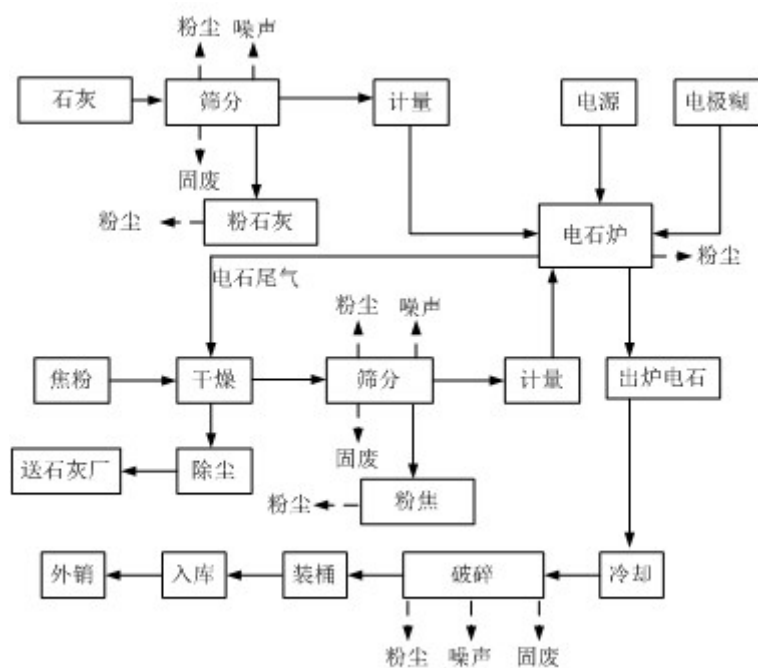 粉尘 噪声
石灰 筛分 计量 电源 电极糊
固废
粉尘 粉石灰 电石炉 粉尘
电石尾气
粉尘 噪声
焦粉 干燥 筛分 计量 出炉电石
送石灰厂 除尘 固废
粉尘 粉焦
外销 入库 装桶 破碎 冷却
粉尘 噪声 固废